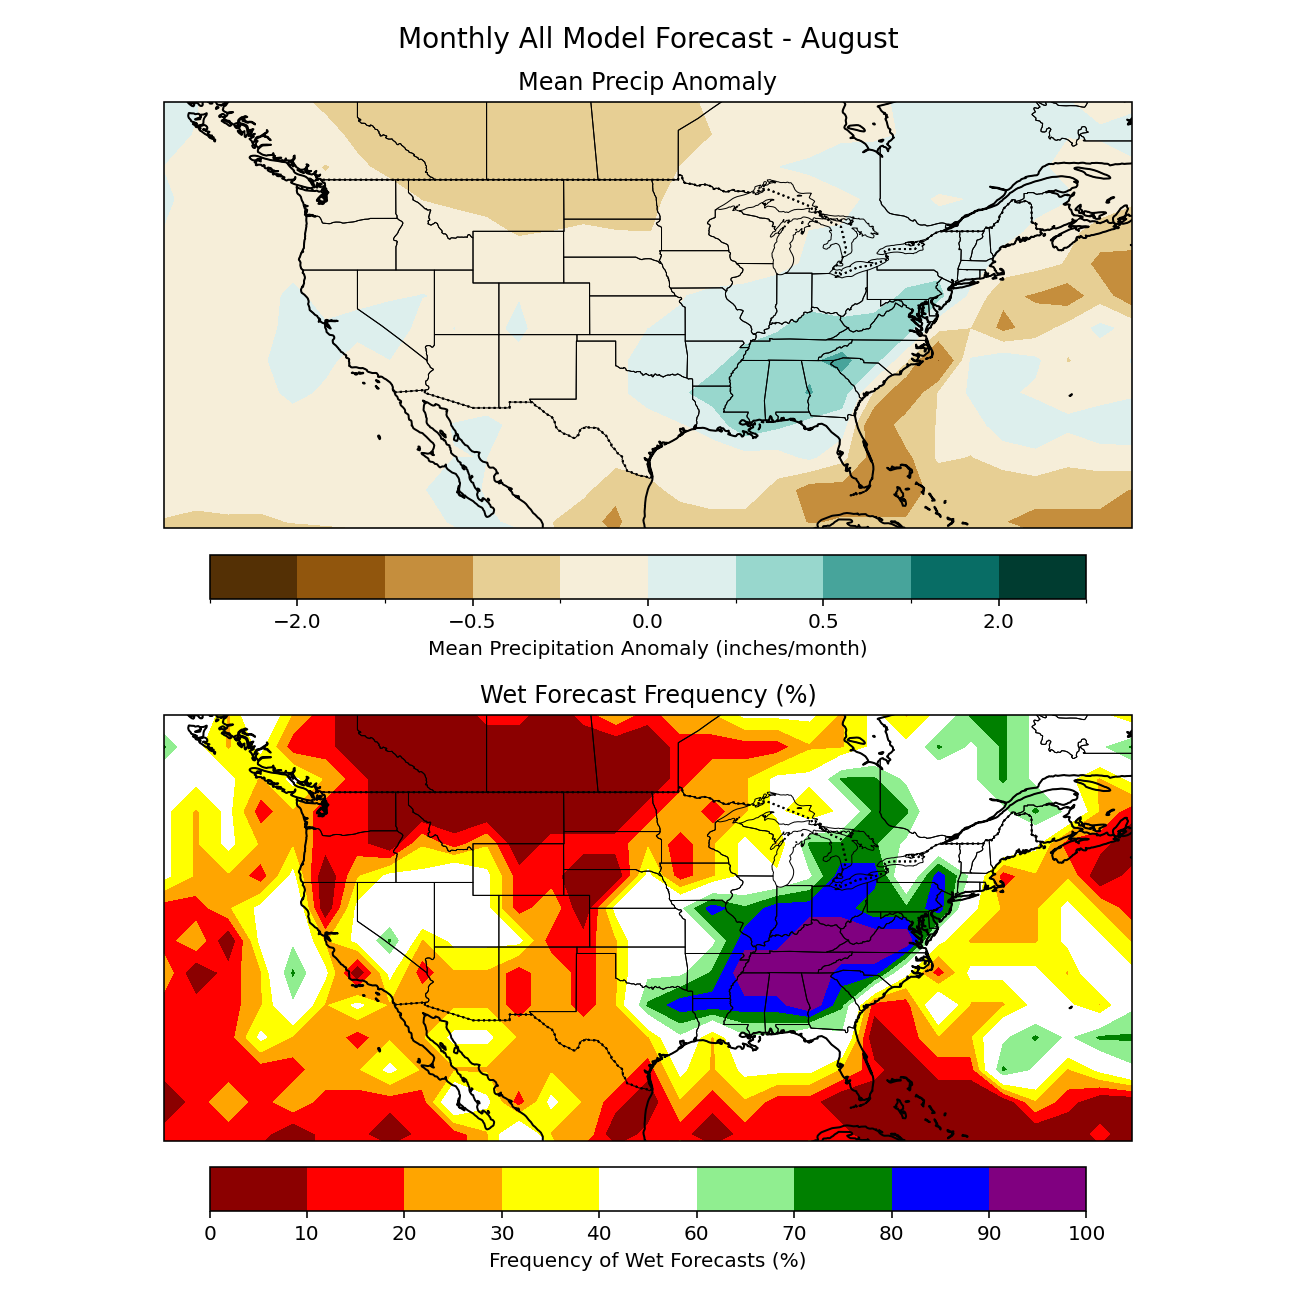 Monthly All Model Forecast - August
Mean Precip Anomaly
−2.0 −0.5 0.0 0.5 2.0
Mean Precipitation Anomaly (inches/month)
Wet Forecast Frequency (%)
0 10 20 30 40 60 70 80 90 100
Frequency of Wet Forecasts (%)